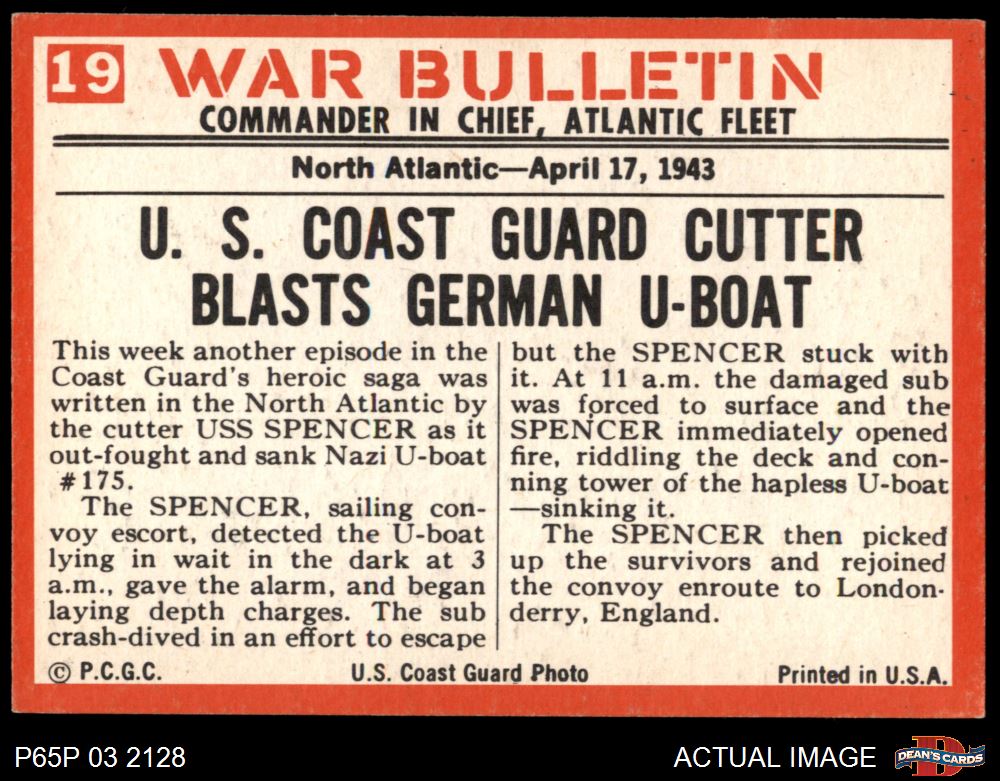 19 WAR BULLETIN
COMMANDER IN CHIEF, ATLANTIC FLEET
North Atlantic—April 17, 1943
U. S. COAST GUARD CUTTER
BLASTS GERMAN U-BOAT
This week another episode in the
Coast Guard's heroic saga was
written in the North Atlantic by
the cutter USS SPENCER as it
out-fought and sank Nazi U-boat
#175.
The SPENCER, sailing con-
voy escort, detected the U-boat
lying in wait in the dark at 3
a.m., gave the alarm, and began
laying depth charges. The sub
crash-dived in an effort to escape
but the SPENCER stuck with
it. At 11 a.m. the damaged sub
was forced to surface and the
SPENCER immediately opened
fire, riddling the deck and con-
ning tower of the hapless U-boat
—sinking it.
The SPENCER then picked
up the survivors and rejoined
the convoy enroute to London-
derry, England.
© P.C.G.C. U.S. Coast Guard Photo Printed in U.S.A.
P65P 03 2128 ACTUAL IMAGE DEAN'S CARDS